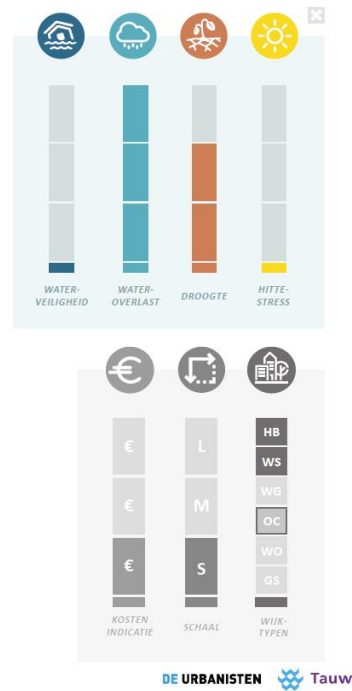 WATER-
VEILIGHEID
WATER-
OVERLAST
DROOGTE
HITTE-
STRESS
€
€
€
€
L
M
S
HB
WS
WG
OC
WO
GS
KOSTEN
INDICATIE
SCHAAL
WIJK-
TYPEN
DE URBANISTEN
Tauw